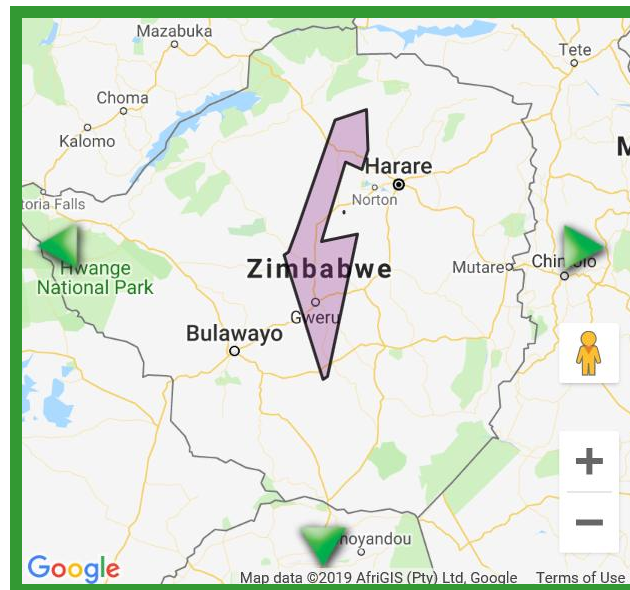 Mazabuka
Tete
Choma
Kalomo
M
Harare
toria Falls
Norton
Zimbabwe
Mutare
Hwange
National Park
Gweru
Bulawayo
noyandou
Google
Map data ©2019 AfriGIS (Pty) Ltd, Google
Terms of Use